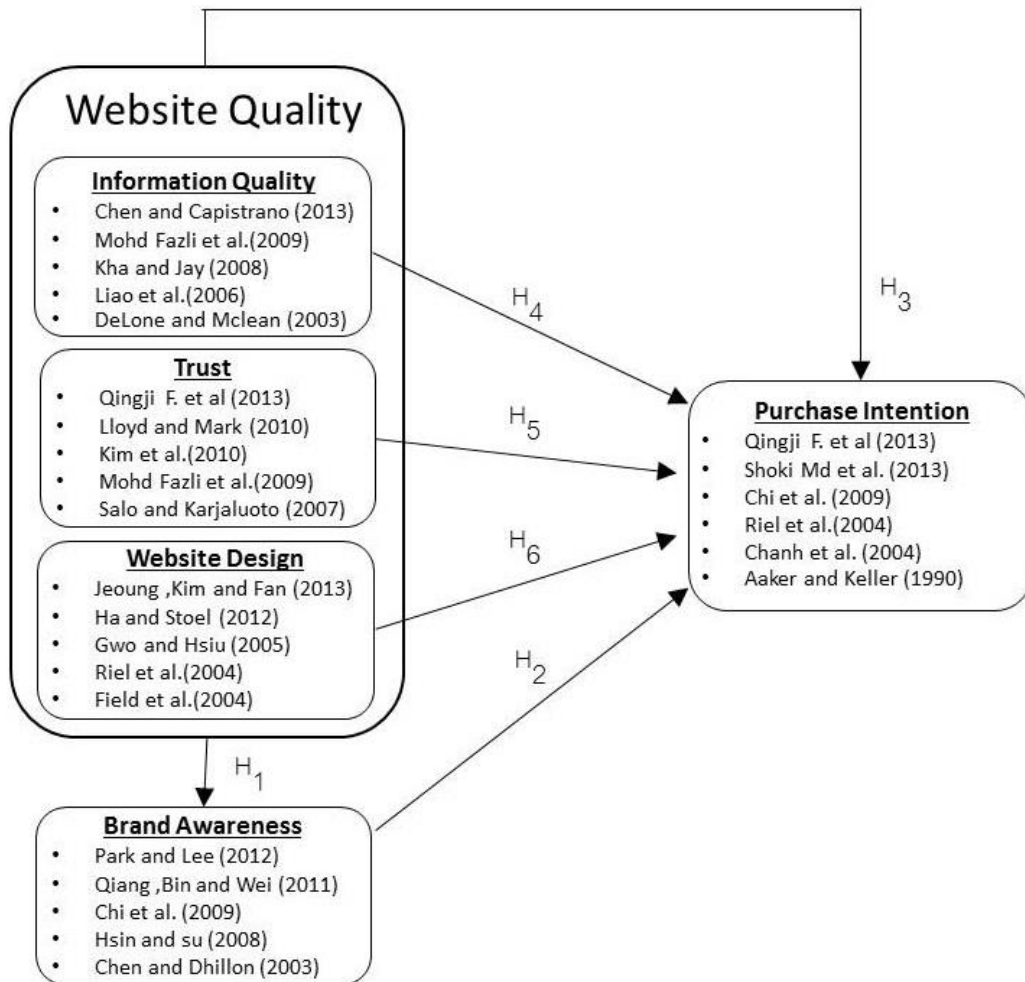 Website Quality
Information Quality
• Chen and Capistrano (2013)
• Mohd Fazli et al.(2009)
• Kha and Jay (2008)
• Liao et al.(2006)
• DeLone and Mclean (2003)
Trust
• Qingji F. et al (2013)
• Lloyd and Mark (2010)
• Kim et al.(2010)
• Mohd Fazli et al.(2009)
• Salo and Karjaluoto (2007)
Website Design
• Jeoung ,Kim and Fan (2013)
• Ha and Stoel (2012)
• Gwo and Hsiu (2005)
• Riel et al.(2004)
• Field et al.(2004)
H1
Brand Awareness
• Park and Lee (2012)
• Qiang ,Bin and Wei (2011)
• Chi et al. (2009)
• Hsin and su (2008)
• Chen and Dhillon (2003)
H4
H5
H6
H2
H3
Purchase Intention
• Qingji F. et al (2013)
• Shoki Md et al. (2013)
• Chi et al. (2009)
• Riel et al.(2004)
• Chanh et al. (2004)
• Aaker and Keller (1990)